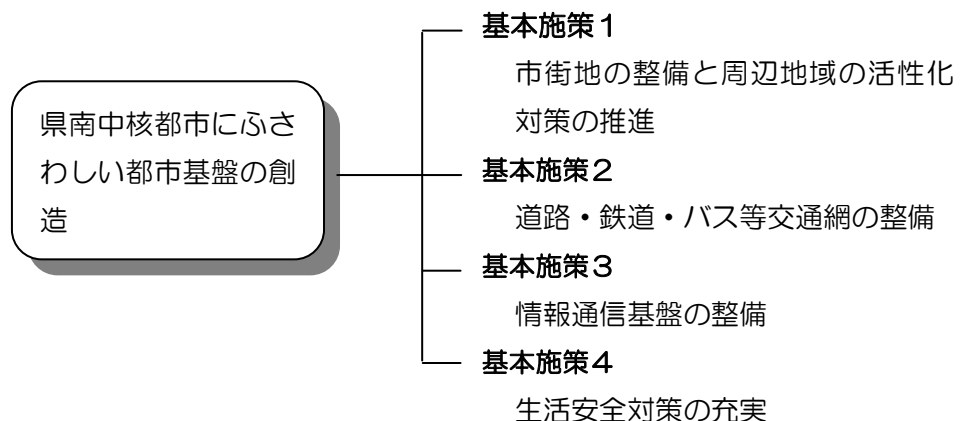 県南中核都市にふさ
わしい都市基盤の創
造
基本施策1
市街地の整備と周辺地域の活性化
対策の推進
基本施策2
道路・鉄道・バス等交通網の整備
基本施策3
情報通信基盤の整備
基本施策4
生活安全対策の充実